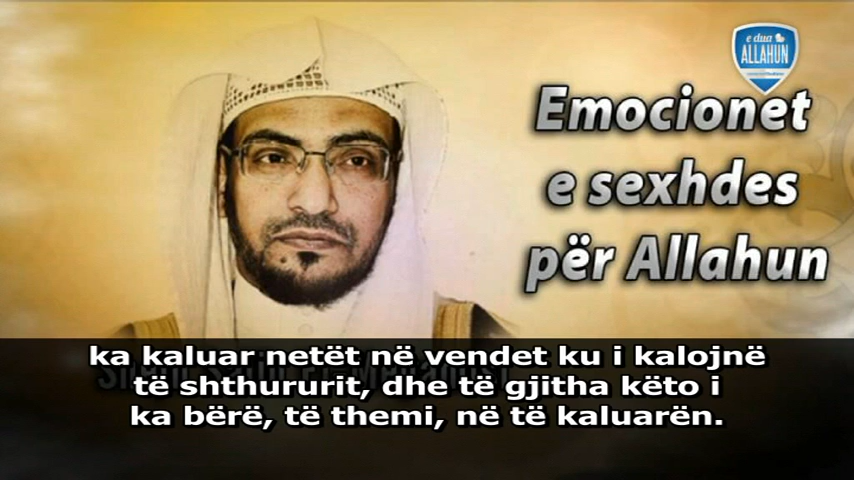 e dua
ALLAHUN
Emocionet
e sexhdes
për Allahun
ka kaluar netët në vendet ku i kalojnë
të shthururit, dhe të gjitha këto i
ka bërë, të themi, në të kaluarën.